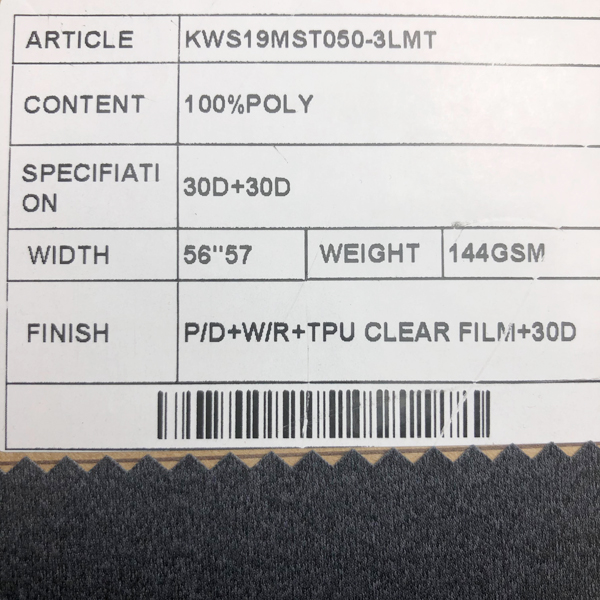 ARTICLE KWS19MST050-3LMT
CONTENT 100%POLY
SPECIFIATI
ON 30D+30D
WIDTH 56"57 WEIGHT 144GSM
FINISH P/D+W/R+TPU CLEAR FILM+30D